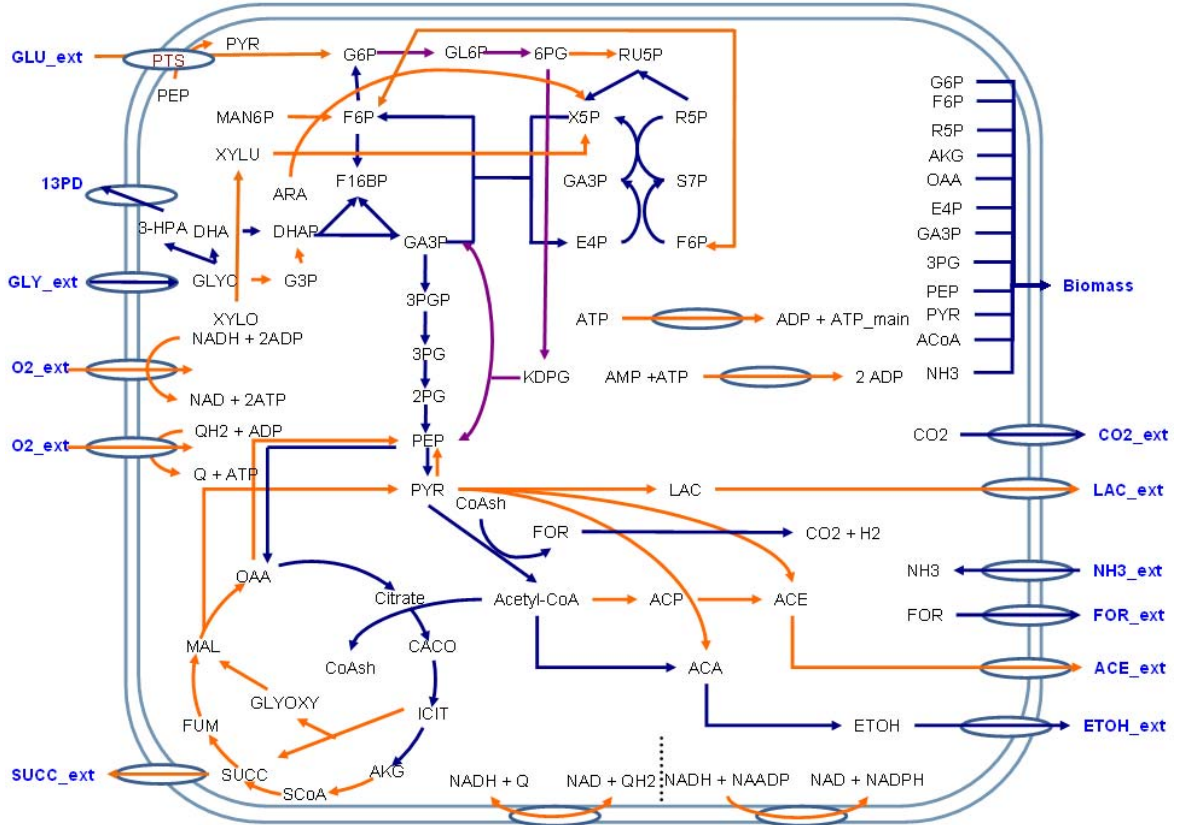 GLU_ext
PTS
PYR
PEP
G6P
GL6P
6PG
RU5P
MAN6P
F6P
X5P
R5P
XYLU
ARA
F16BP
GA3P
S7P
13PD
3-HPA
DHA
DHAP
GA3P
E4P
F6P
GLY_ext
GLYC
G3P
3PGP
XYLO
NADH + 2ADP
O2_ext
NAD + 2ATP
ATP
ADP + ATP_main
3PG
KDPG
AMP +ATP
2 ADP
2PG
O2_ext
QH2 + ADP
Q + ATP
PEP
PYR
CoAsh
LAC
FOR
CO2 + H2
OAA
Citrate
Acetyl-CoA
ACP
ACE
MAL
CoAsh
CACO
ACA
GLYOXY
FUM
ICIT
ETOH
SUCC_ext
SUCC
AKG
SCoA
NADH + Q
NAD + QH2
NADH + NAADP
NAD + NADPH
G6P
F6P
R5P
AKG
OAA
E4P
GA3P
3PG
PEP
PYR
ACoA
NH3
Biomass
CO2
CO2_ext
LAC_ext
NH3
NH3_ext
FOR
FOR_ext
ACE_ext
ETOH_ext